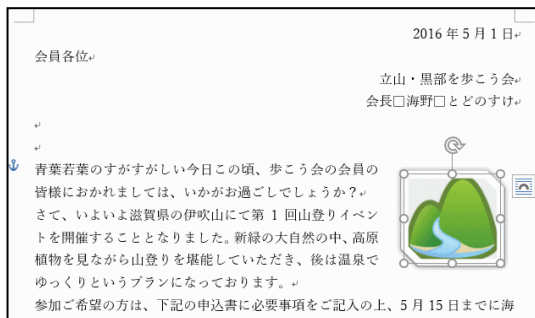 2016 年 5 月 1 日
会員各位
立山・黒部を歩こう会
会長□海野□とどのすけ
青葉若葉のすがすがしい今日この頃、歩こう会の会員の
皆様におかれましては、いかがお過ごしでしょうか？
さて、いよいよ滋賀県の伊吹山にて第 1 回山登りイベン
トを開催することとなりました。新緑の大自然の中、高原
植物を見ながら山登りを堪能していただき、後は温泉で
ゆっくりというプランになっております。
参加ご希望の方は、下記の申込書に必要事項をご記入の上、5 月 15 日までに海